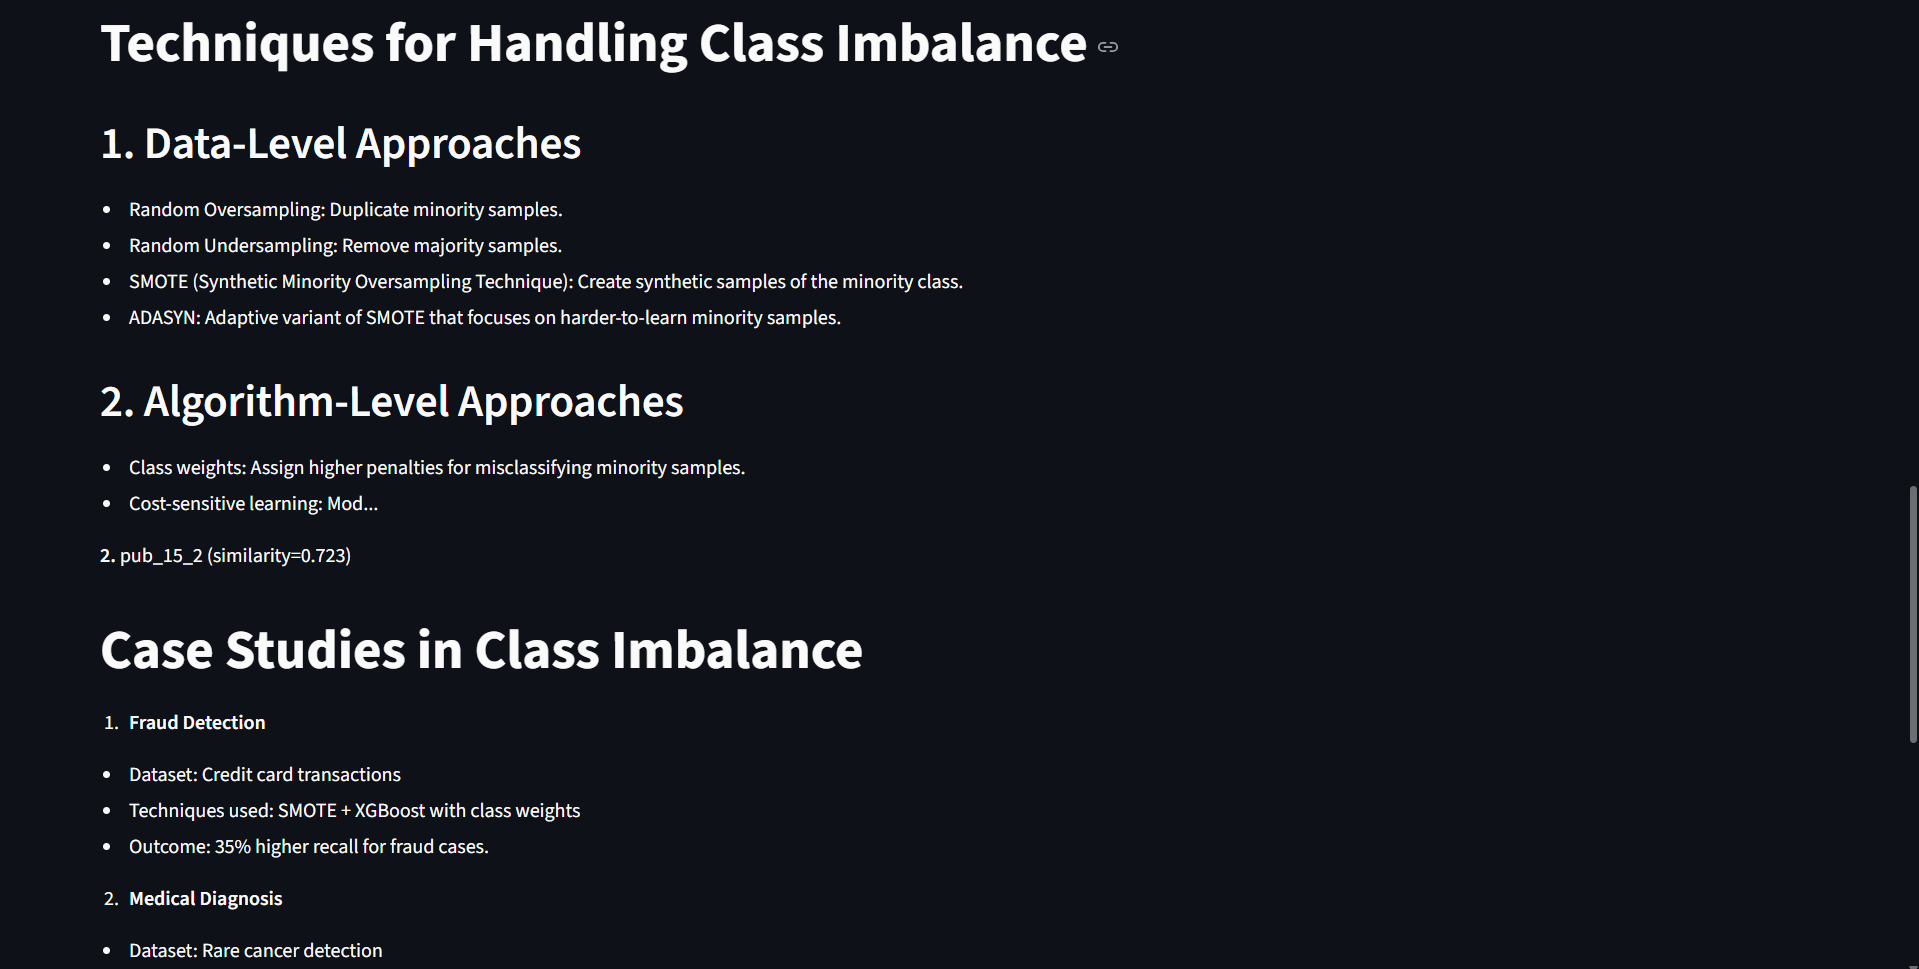 Techniques for Handling Class Imbalance
1. Data-Level Approaches
• Random Oversampling: Duplicate minority samples.
• Random Undersampling: Remove majority samples.
• SMOTE (Synthetic Minority Oversampling Technique): Create synthetic samples of the minority class.
• ADASYN: Adaptive variant of SMOTE that focuses on harder-to-learn minority samples.
2. Algorithm-Level Approaches
• Class weights: Assign higher penalties for misclassifying minority samples.
• Cost-sensitive learning: Mod...
2. pub_15_2 (similarity=0.723)
Case Studies in Class Imbalance
1. Fraud Detection
• Dataset: Credit card transactions
• Techniques used: SMOTE + XGBoost with class weights
• Outcome: 35% higher recall for fraud cases.
2. Medical Diagnosis
• Dataset: Rare cancer detection